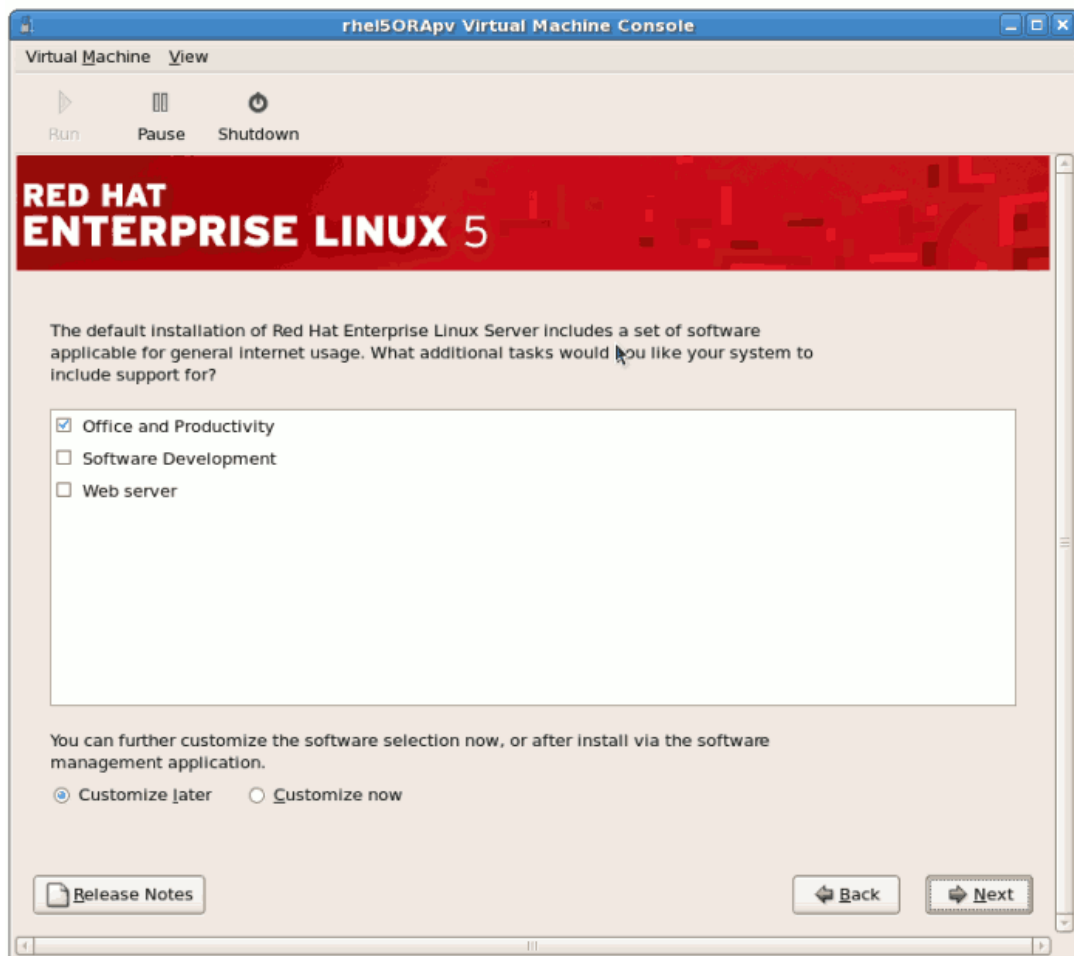 rhel5ORApv Virtual Machine Console
Virtual Machine View
Run Pause Shutdown
RED HAT
ENTERPRISE LINUX 5
The default installation of Red Hat Enterprise Linux Server includes a set of software
applicable for general internet usage. What additional tasks would you like your system to
include support for?
Office and Productivity
Software Development
Web server
You can further customize the software selection now, or after install via the software
management application.
Customize later Customize now
Release Notes Back Next